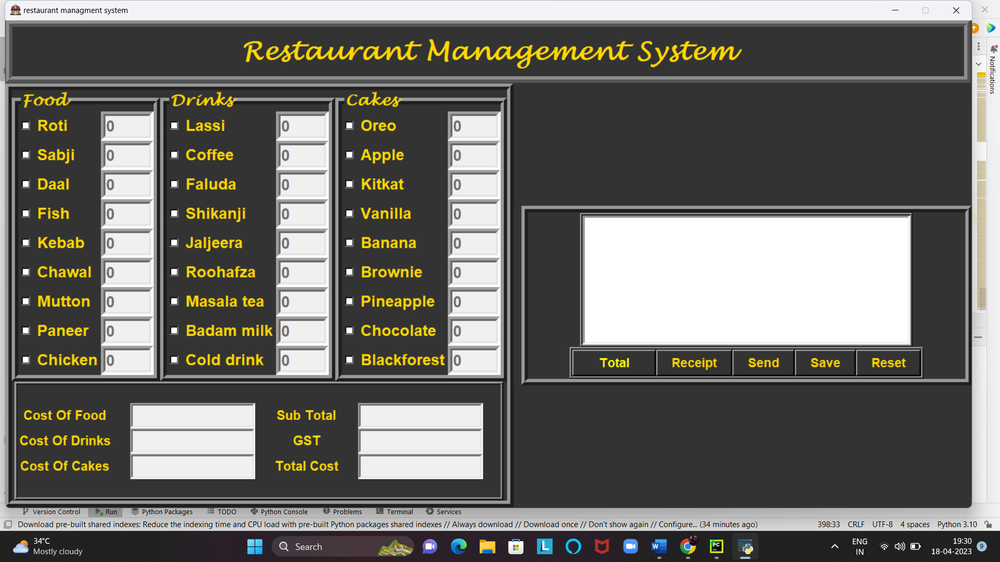 restaurant managment system
Restaurant Management System
Notifications
Food
Roti 0
Sabji 0
Daal 0
Fish 0
Kebab 0
Chawal 0
Mutton 0
Paneer 0
Chicken 0
Drinks
Lassi 0
Coffee 0
Faluda 0
Shikanji 0
Jaljeera 0
Roohafza 0
Masala tea 0
Badam milk 0
Cold drink 0
Cakes
Oreo 0
Apple 0
Kitkat 0
Vanilla 0
Banana 0
Brownie 0
Pineapple 0
Chocolate 0
Blackforest 0
Total Receipt Send Save Reset
Cost Of Food Sub Total
Cost Of Drinks GST
Cost Of Cakes Total Cost
Version Control Run Python Packages TODO Python Console Problems Terminal Services
Download pre-built shared indexes: Reduce the indexing time and CPU load with pre-built Python packages shared indexes // Always download // Download once // Don't show again // Configure... (34 minutes ago) 398:33 CRLF UTF-8 4 spaces Python 3.10
34°C
Mostly cloudy
Search
L
W
PC
ENG
IN
19:30
18-04-2023
9